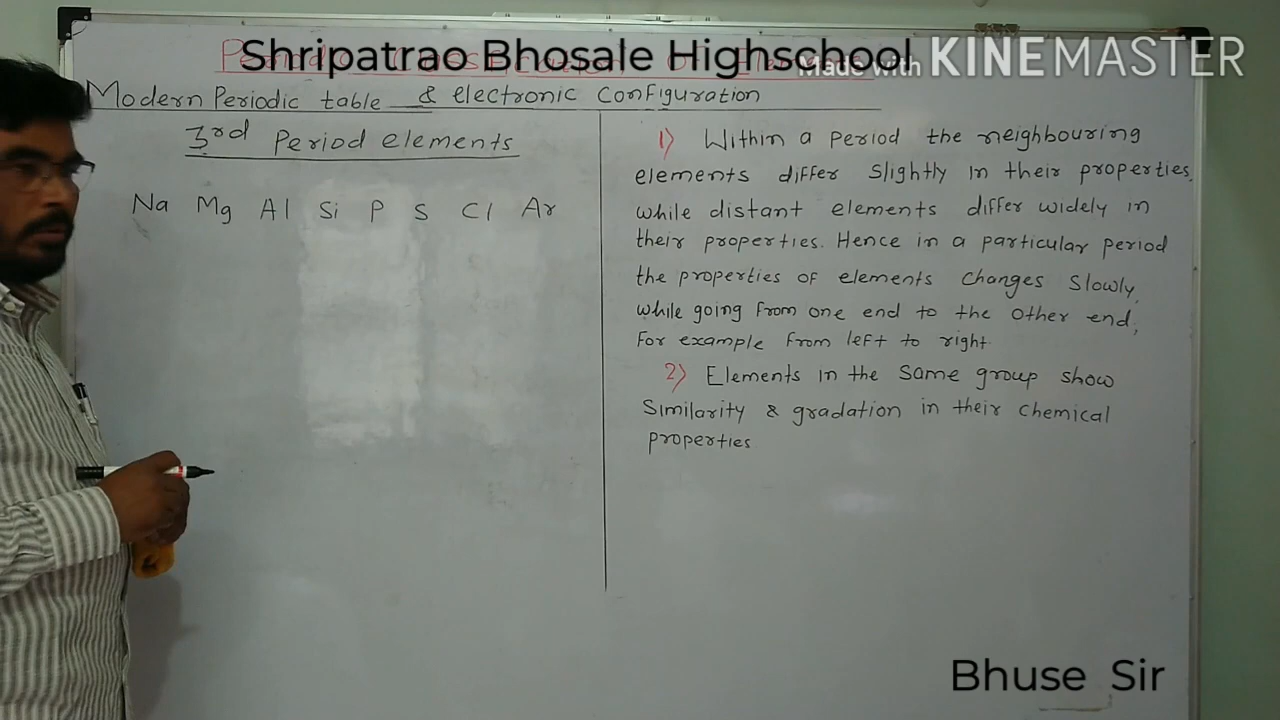 Shripatrao Bhosale Highschool
Made with KINEMASTER
Modern Periodic table & electronic configuration
3rd Period elements
Na Mg Al Si P S Cl Ar
1) Within a period the neighbouring
elements differ slightly in their properties,
while distant elements differ widely in
their properties. Hence in a particular period
the properties of elements changes slowly,
while going from one end to the other end,
For example from left to right.
2) Elements in the same group show
similarity & gradation in their chemical
properties
Bhuse Sir